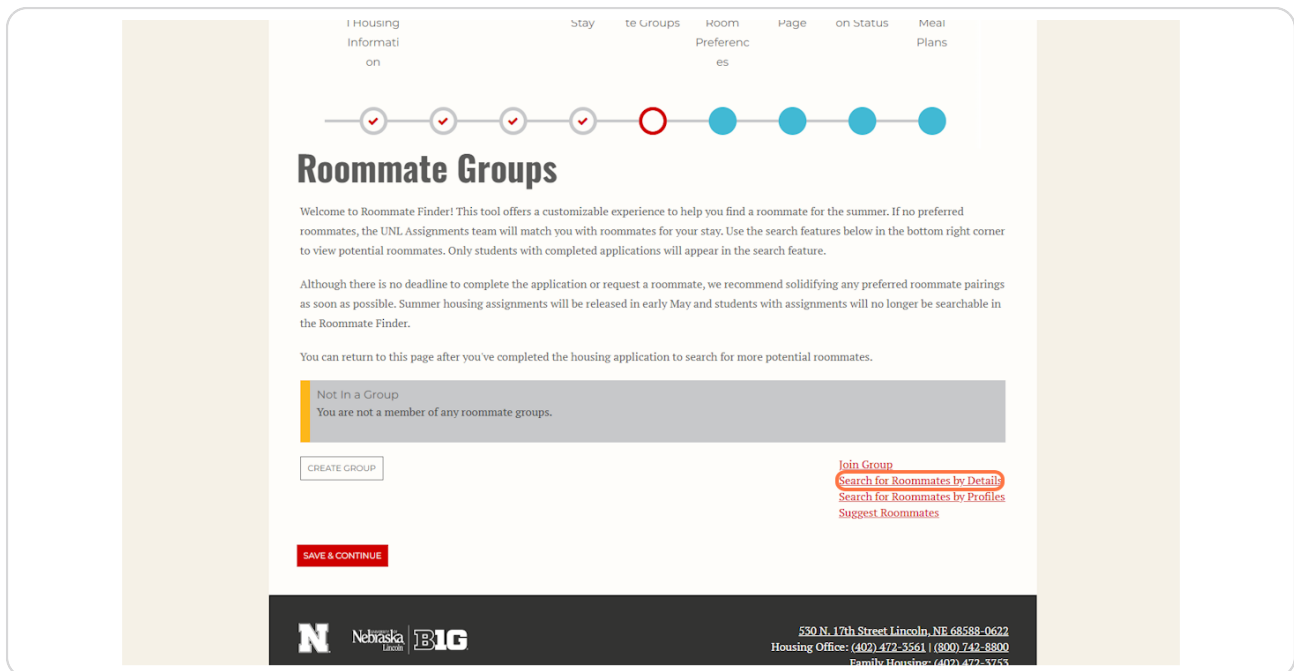 l Housing Stay te Groups Room Page on Status Meal
Informati Preferenc Plans
on es
Roommate Groups
Welcome to Roommate Finder! This tool offers a customizable experience to help you find a roommate for the summer. If no preferred
roommates, the UNL Assignments team will match you with roommates for your stay. Use the search features below in the bottom right corner
to view potential roommates. Only students with completed applications will appear in the search feature.
Although there is no deadline to complete the application or request a roommate, we recommend solidifying any preferred roommate pairings
as soon as possible. Summer housing assignments will be released in early May and students with assignments will no longer be searchable in
the Roommate Finder.
You can return to this page after you've completed the housing application to search for more potential roommates.
Not In a Group
You are not a member of any roommate groups.
CREATE GROUP
Join Group
Search for Roommates by Details
Search for Roommates by Profiles
Suggest Roommates
SAVE & CONTINUE
N Nebraska Lincoln B1G
530 N. 17th Street Lincoln, NE 68588-0622
Housing Office: (402) 472-3561 | (800) 742-8800
Family Housing: (402) 472-3753